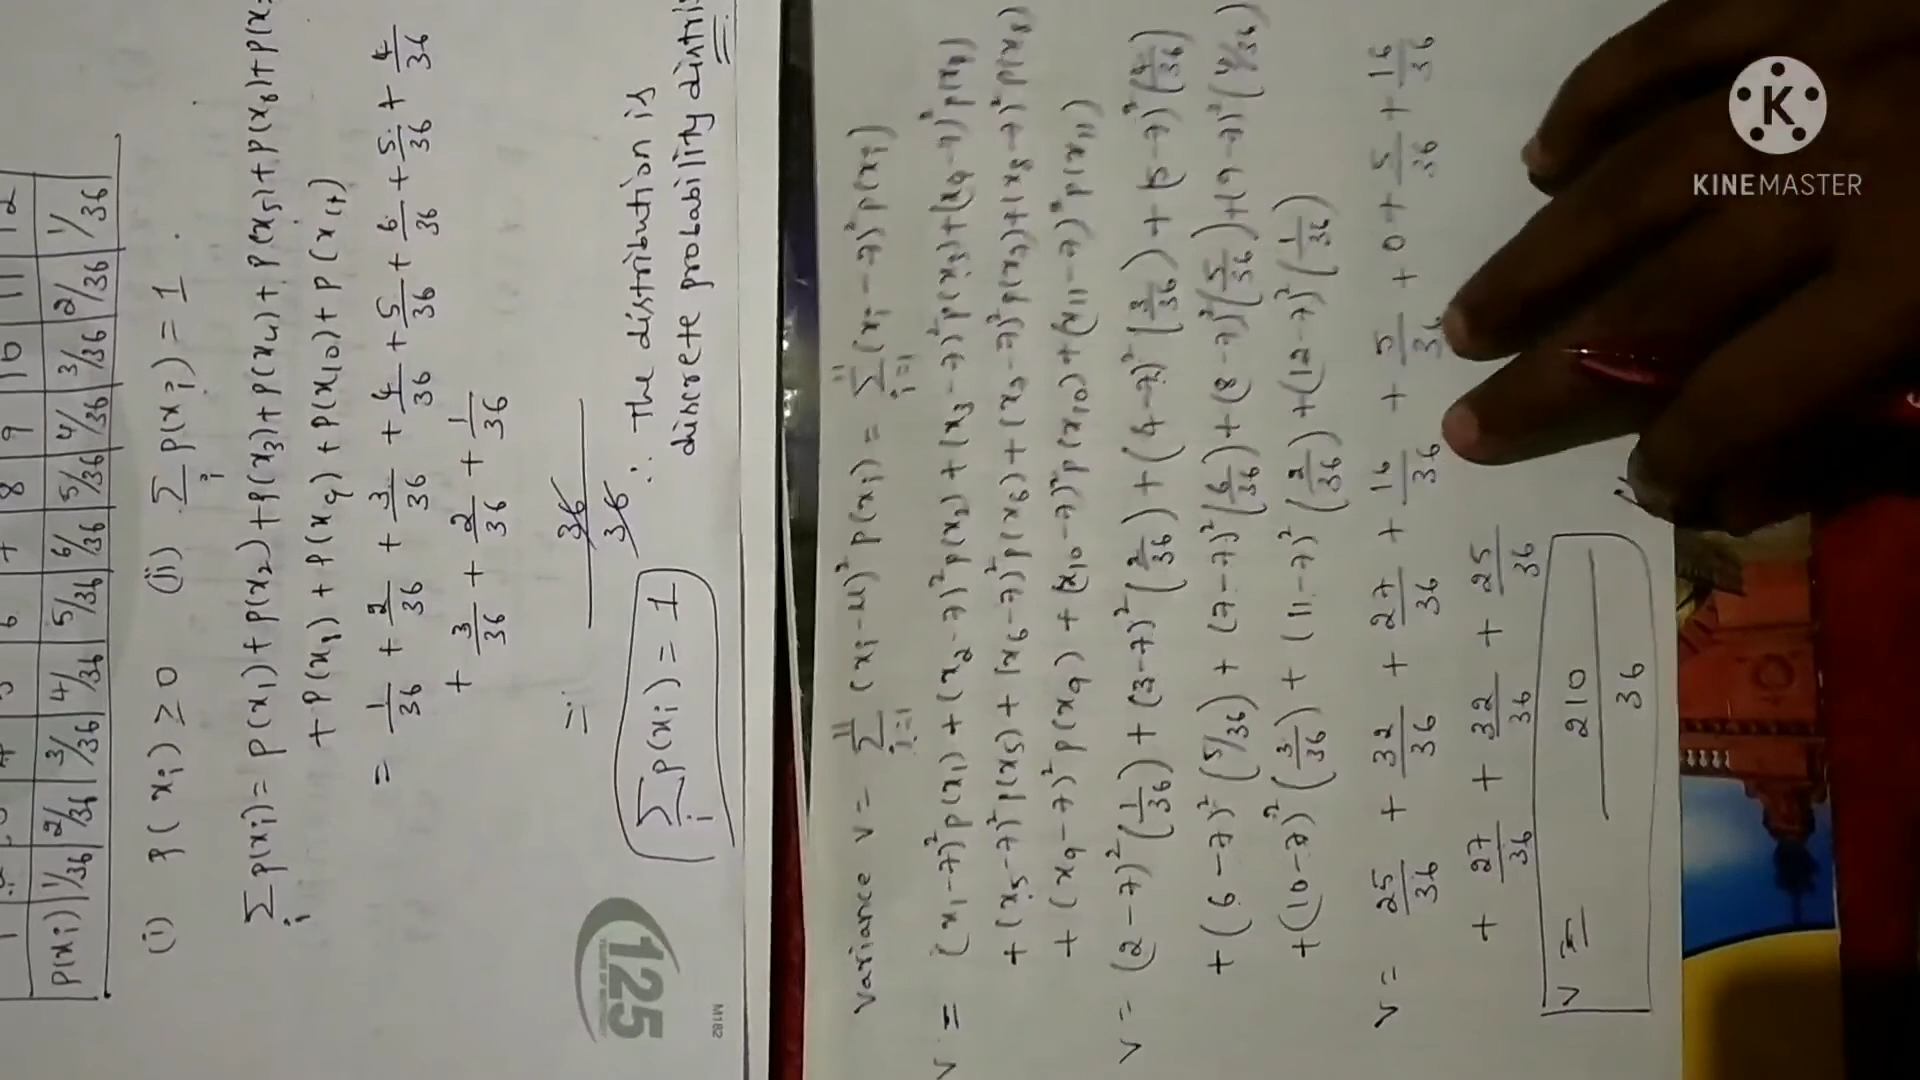 6 7 8 9 10 11 12
P(xi) 1/36 2/36 3/36 4/36 5/36 6/36 5/36 4/36 3/36 2/36 1/36
(i) P(xi) ≥ 0 (ii) Σi P(xi) = 1
Σi P(xi) = P(x1) + P(x2) + P(x3) + P(x4) + P(x5) + P(x6) + P(x
+ P(x8) + P(x9) + P(x10) + P(x11)
= 1/36 + 2/36 + 3/36 + 4/36 + 5/36 + 6/36 + 5/36 + 4/36
+ 3/36 + 2/36 + 1/36
= 36/36
∴ The distribution is
Σi P(xi) = 1
discrete probability distri
125
M182
Variance V = Σ(i=1 to 11) (xi - μ)² P(xi) = Σ(i=1 to 11) (xi - 7)² P(xi)
V = (x1-7)² P(x1) + (x2-7)² P(x2) + (x3-7)² P(x3) + (x4-7)² P(x4)
+ (x5-7)² P(x5) + (x6-7)² P(x6) + (x7-7)² P(x7) + (x8-7)² P(x8)
+ (x9-7)² P(x9) + (x10-7)² P(x10) + (x11-7)² P(x11)
V = (2-7)² (1/36) + (3-7)² (2/36) + (4-7)² (3/36) + (5-7)² (4/36)
+ (6-7)² (5/36) + (7-7)² (6/36) + (8-7)² (5/36) + (9-7)² (4/36)
+ (10-7)² (3/36) + (11-7)² (2/36) + (12-7)² (1/36)
V = 25/36 + 32/36 + 27/36 + 16/36 + 5/36 + 0 + 5/36 + 16/36
+ 27/36 + 32/36 + 25/36
V = 210/36
KINEMASTER